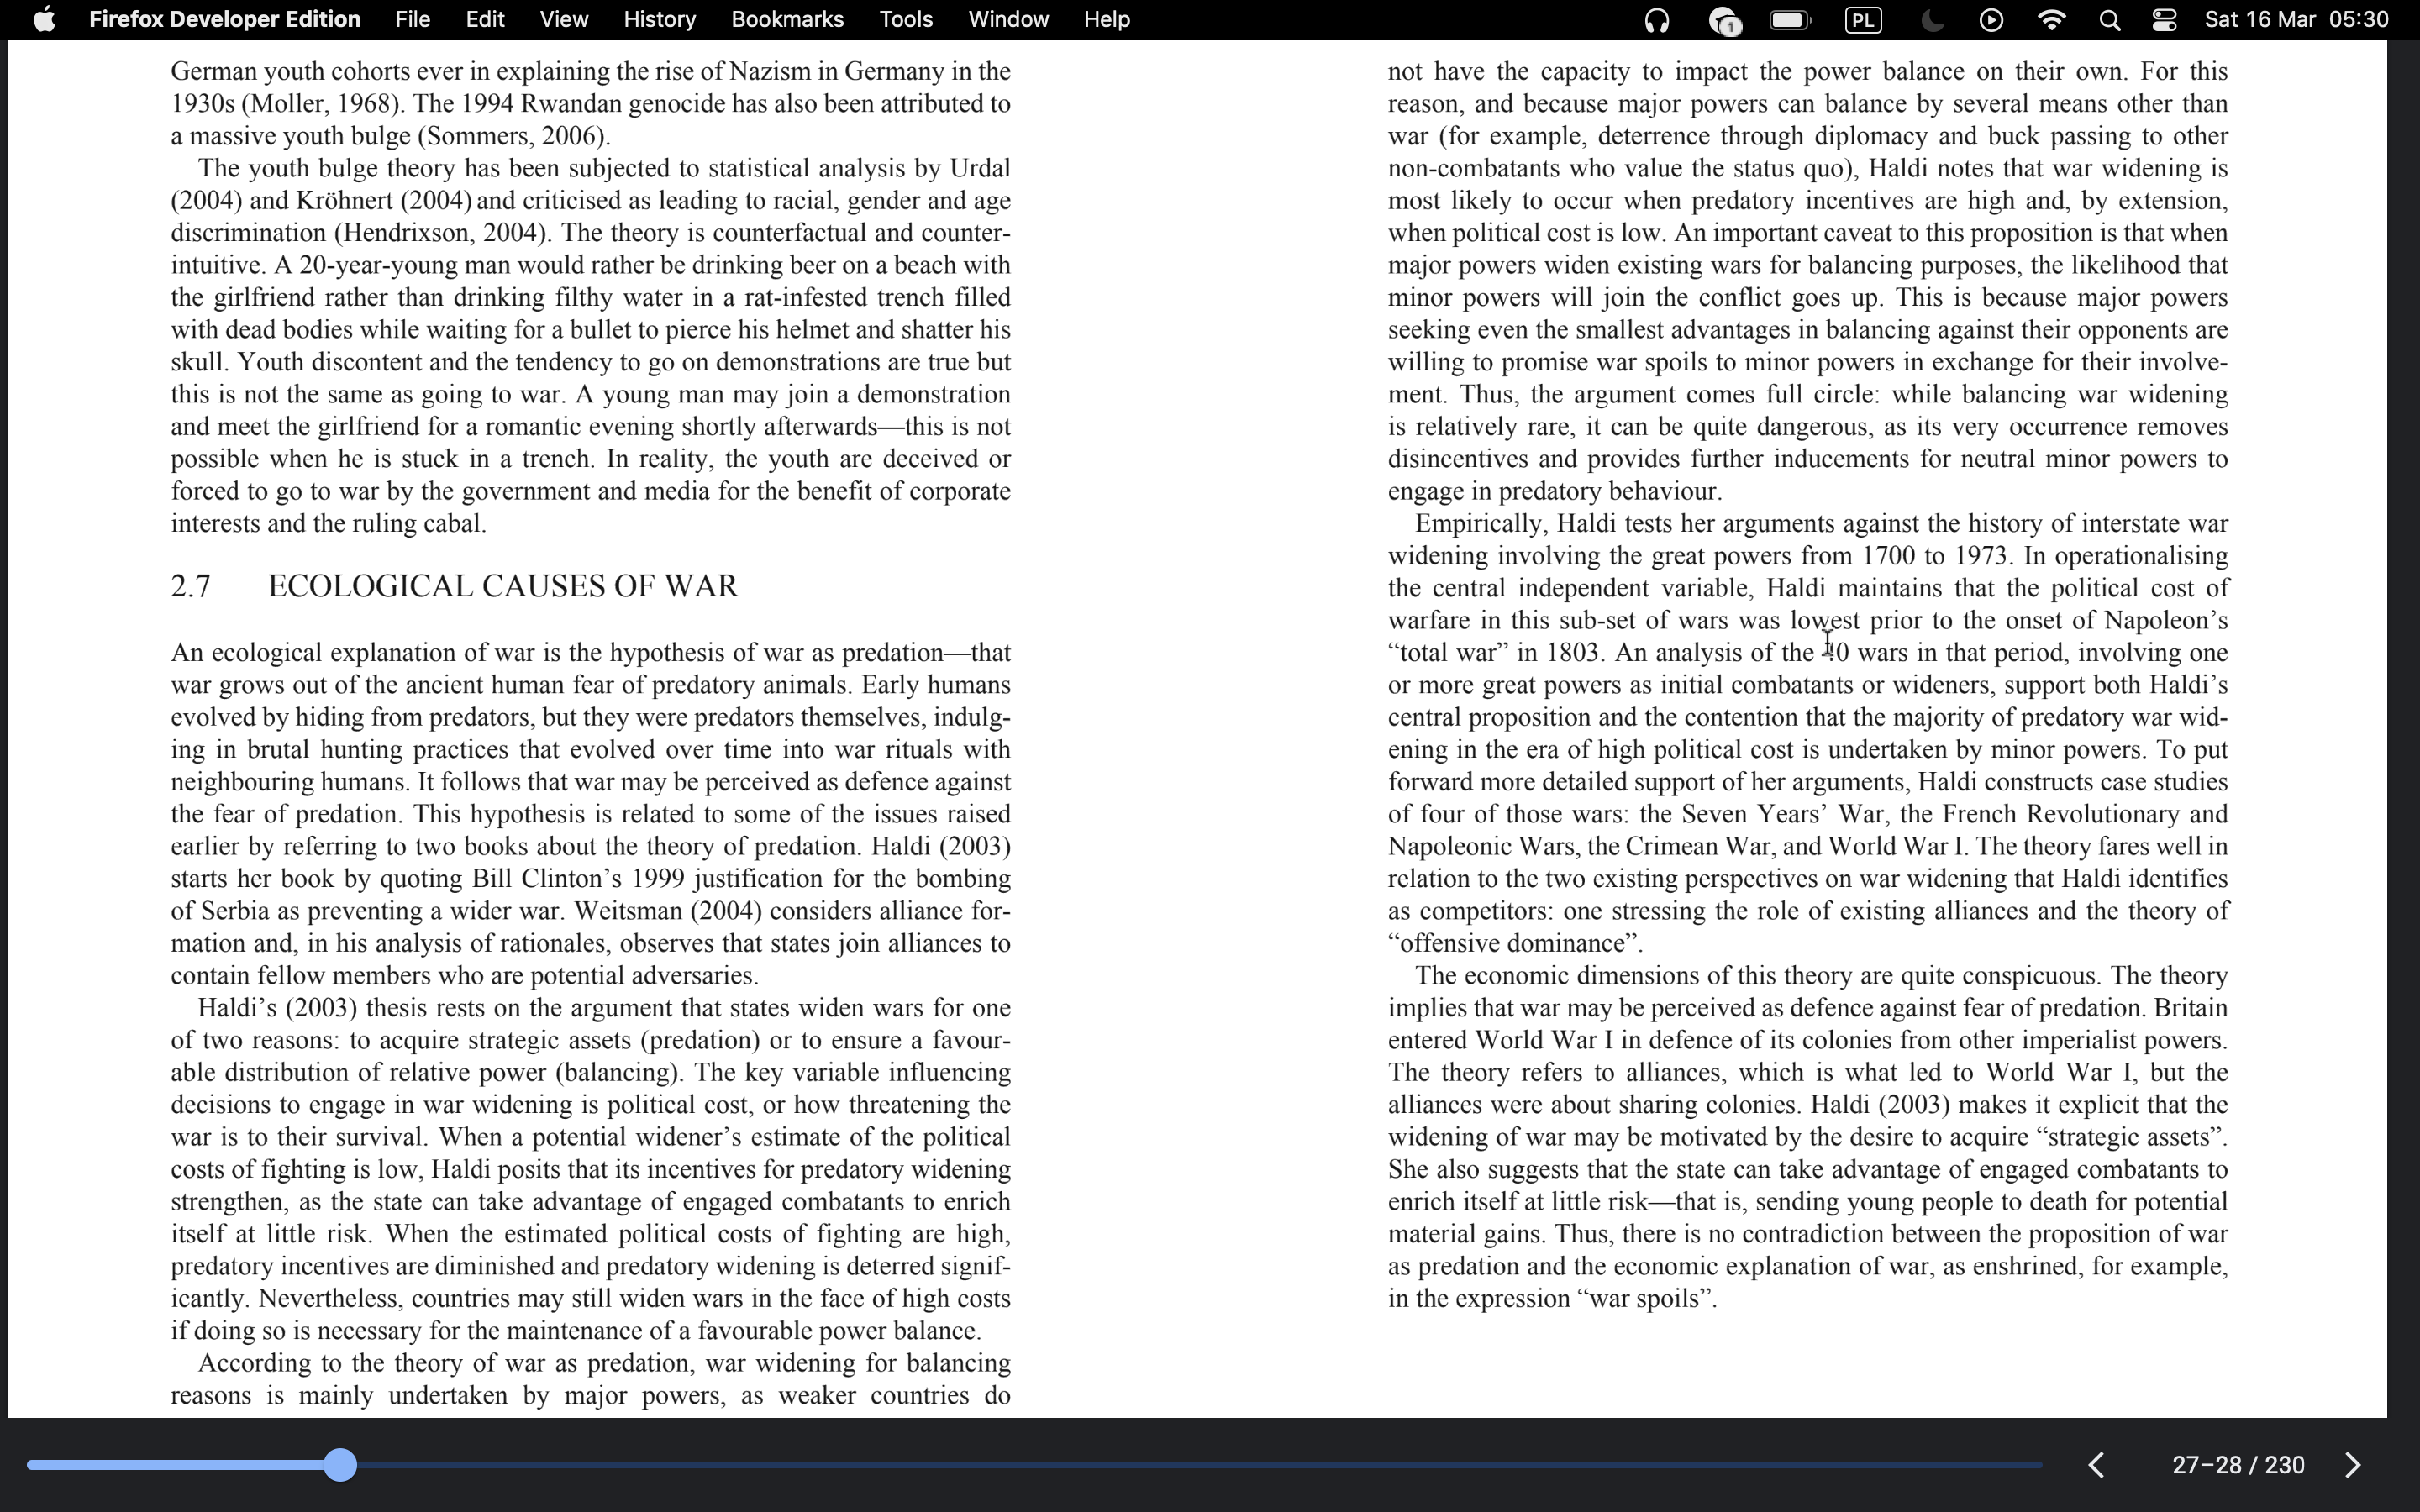 Firefox Developer Edition File Edit View History Bookmarks Tools Window Help 1 PL Sat 16 Mar 05:30
German youth cohorts ever in explaining the rise of Nazism in Germany in the
1930s (Moller, 1968). The 1994 Rwandan genocide has also been attributed to
a massive youth bulge (Sommers, 2006).
The youth bulge theory has been subjected to statistical analysis by Urdal
(2004) and Kröhnert (2004) and criticised as leading to racial, gender and age
discrimination (Hendrixson, 2004). The theory is counterfactual and counter-
intuitive. A 20-year-young man would rather be drinking beer on a beach with
the girlfriend rather than drinking filthy water in a rat-infested trench filled
with dead bodies while waiting for a bullet to pierce his helmet and shatter his
skull. Youth discontent and the tendency to go on demonstrations are true but
this is not the same as going to war. A young man may join a demonstration
and meet the girlfriend for a romantic evening shortly afterwards—this is not
possible when he is stuck in a trench. In reality, the youth are deceived or
forced to go to war by the government and media for the benefit of corporate
interests and the ruling cabal.
2.7 ECOLOGICAL CAUSES OF WAR
An ecological explanation of war is the hypothesis of war as predation—that
war grows out of the ancient human fear of predatory animals. Early humans
evolved by hiding from predators, but they were predators themselves, indulg-
ing in brutal hunting practices that evolved over time into war rituals with
neighbouring humans. It follows that war may be perceived as defence against
the fear of predation. This hypothesis is related to some of the issues raised
earlier by referring to two books about the theory of predation. Haldi (2003)
starts her book by quoting Bill Clinton's 1999 justification for the bombing
of Serbia as preventing a wider war. Weitsman (2004) considers alliance for-
mation and, in his analysis of rationales, observes that states join alliances to
contain fellow members who are potential adversaries.
Haldi's (2003) thesis rests on the argument that states widen wars for one
of two reasons: to acquire strategic assets (predation) or to ensure a favour-
able distribution of relative power (balancing). The key variable influencing
decisions to engage in war widening is political cost, or how threatening the
war is to their survival. When a potential widener's estimate of the political
costs of fighting is low, Haldi posits that its incentives for predatory widening
strengthen, as the state can take advantage of engaged combatants to enrich
itself at little risk. When the estimated political costs of fighting are high,
predatory incentives are diminished and predatory widening is deterred signif-
icantly. Nevertheless, countries may still widen wars in the face of high costs
if doing so is necessary for the maintenance of a favourable power balance.
According to the theory of war as predation, war widening for balancing
reasons is mainly undertaken by major powers, as weaker countries do
not have the capacity to impact the power balance on their own. For this
reason, and because major powers can balance by several means other than
war (for example, deterrence through diplomacy and buck passing to other
non-combatants who value the status quo), Haldi notes that war widening is
most likely to occur when predatory incentives are high and, by extension,
when political cost is low. An important caveat to this proposition is that when
major powers widen existing wars for balancing purposes, the likelihood that
minor powers will join the conflict goes up. This is because major powers
seeking even the smallest advantages in balancing against their opponents are
willing to promise war spoils to minor powers in exchange for their involve-
ment. Thus, the argument comes full circle: while balancing war widening
is relatively rare, it can be quite dangerous, as its very occurrence removes
disincentives and provides further inducements for neutral minor powers to
engage in predatory behaviour.
Empirically, Haldi tests her arguments against the history of interstate war
widening involving the great powers from 1700 to 1973. In operationalising
the central independent variable, Haldi maintains that the political cost of
warfare in this sub-set of wars was lowest prior to the onset of Napoleon's
“total war” in 1803. An analysis of the wars in that period, involving one
or more great powers as initial combatants or wideners, support both Haldi's
central proposition and the contention that the majority of predatory war wid-
ening in the era of high political cost is undertaken by minor powers. To put
forward more detailed support of her arguments, Haldi constructs case studies
of four of those wars: the Seven Years' War, the French Revolutionary and
Napoleonic Wars, the Crimean War, and World War I. The theory fares well in
relation to the two existing perspectives on war widening that Haldi identifies
as competitors: one stressing the role of existing alliances and the theory of
“offensive dominance”.
The economic dimensions of this theory are quite conspicuous. The theory
implies that war may be perceived as defence against fear of predation. Britain
entered World War I in defence of its colonies from other imperialist powers.
The theory refers to alliances, which is what led to World War I, but the
alliances were about sharing colonies. Haldi (2003) makes it explicit that the
widening of war may be motivated by the desire to acquire “strategic assets”.
She also suggests that the state can take advantage of engaged combatants to
enrich itself at little risk—that is, sending young people to death for potential
material gains. Thus, there is no contradiction between the proposition of war
as predation and the economic explanation of war, as enshrined, for example,
in the expression “war spoils”.
27–28 / 230